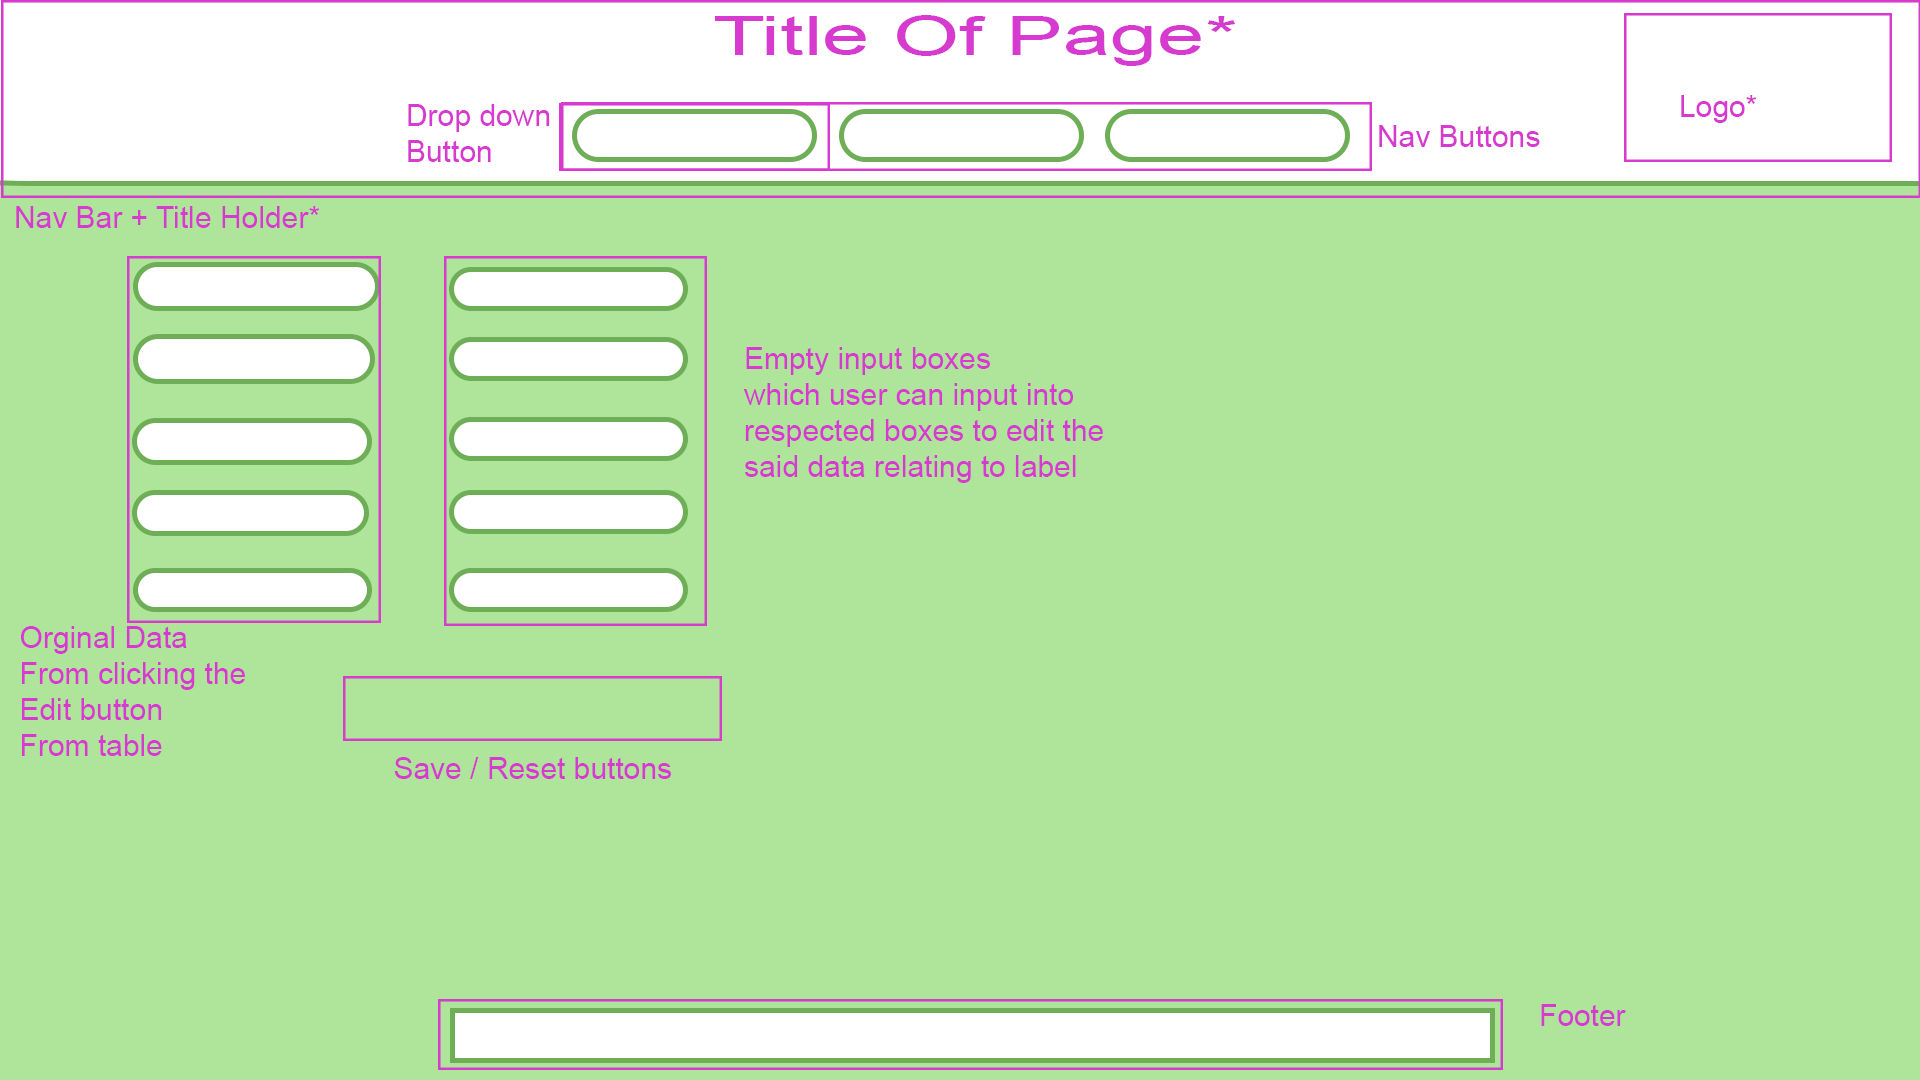 Title Of Page*
Drop down
Button
Nav Buttons
Logo*
Nav Bar + Title Holder*
Empty input boxes
which user can input into
respected boxes to edit the
said data relating to label
Orginal Data
From clicking the
Edit button
From table
Save / Reset buttons
Footer